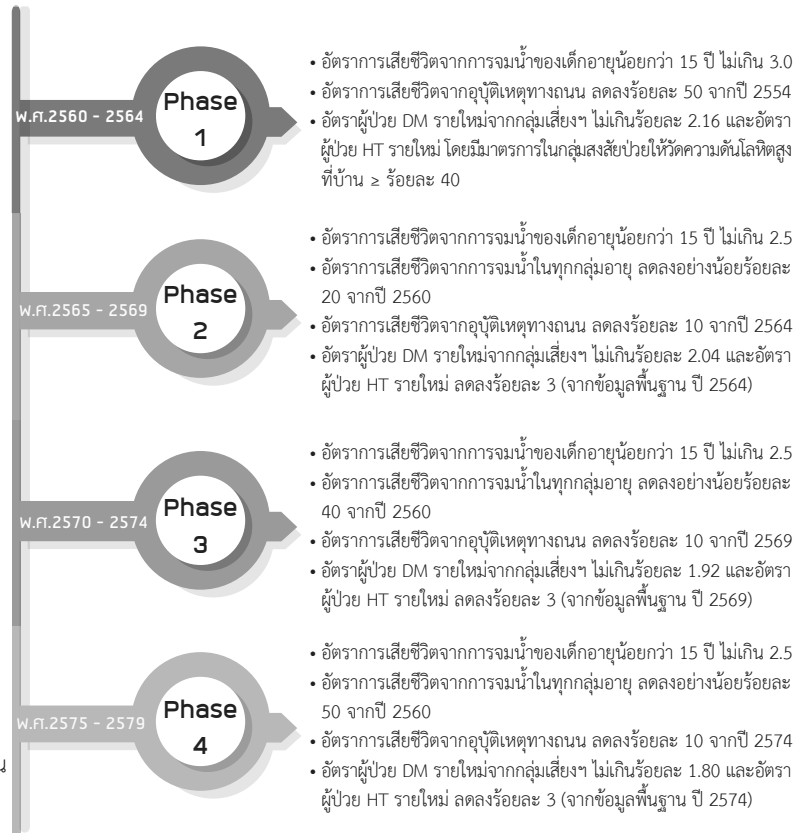 พ.ศ.2560 - 2564
Phase
1
• อัตราการเสียชีวิตจากการจมน้ำของเด็กอายุน้อยกว่า 15 ปี ไม่เกิน 3.0
• อัตราการเสียชีวิตจากอุบัติเหตุทางถนน ลดลงร้อยละ 50 จากปี 2554
• อัตราผู้ป่วย DM รายใหม่จากกลุ่มเสี่ยงฯ ไม่เกินร้อยละ 2.16 และอัตรา
ผู้ป่วย HT รายใหม่ โดยมีมาตรการในกลุ่มสงสัยป่วยให้วัดความดันโลหิตสูง
ที่บ้าน ≥ ร้อยละ 40
พ.ศ.2565 - 2569
Phase
2
• อัตราการเสียชีวิตจากการจมน้ำของเด็กอายุน้อยกว่า 15 ปี ไม่เกิน 2.5
• อัตราการเสียชีวิตจากการจมน้ำในทุกกลุ่มอายุ ลดลงอย่างน้อยร้อยละ
20 จากปี 2560
• อัตราการเสียชีวิตจากอุบัติเหตุทางถนน ลดลงร้อยละ 10 จากปี 2564
• อัตราผู้ป่วย DM รายใหม่จากกลุ่มเสี่ยงฯ ไม่เกินร้อยละ 2.04 และอัตรา
ผู้ป่วย HT รายใหม่ ลดลงร้อยละ 3 (จากข้อมูลพื้นฐาน ปี 2564)
พ.ศ.2570 - 2574
Phase
3
• อัตราการเสียชีวิตจากการจมน้ำของเด็กอายุน้อยกว่า 15 ปี ไม่เกิน 2.5
• อัตราการเสียชีวิตจากการจมน้ำในทุกกลุ่มอายุ ลดลงอย่างน้อยร้อยละ
40 จากปี 2560
• อัตราการเสียชีวิตจากอุบัติเหตุทางถนน ลดลงร้อยละ 10 จากปี 2569
• อัตราผู้ป่วย DM รายใหม่จากกลุ่มเสี่ยงฯ ไม่เกินร้อยละ 1.92 และอัตรา
ผู้ป่วย HT รายใหม่ ลดลงร้อยละ 3 (จากข้อมูลพื้นฐาน ปี 2569)
พ.ศ.2575 - 2579
Phase
4
• อัตราการเสียชีวิตจากการจมน้ำของเด็กอายุน้อยกว่า 15 ปี ไม่เกิน 2.5
• อัตราการเสียชีวิตจากการจมน้ำในทุกกลุ่มอายุ ลดลงอย่างน้อยร้อยละ
50 จากปี 2560
• อัตราการเสียชีวิตจากอุบัติเหตุทางถนน ลดลงร้อยละ 10 จากปี 2574
• อัตราผู้ป่วย DM รายใหม่จากกลุ่มเสี่ยงฯ ไม่เกินร้อยละ 1.80 และอัตรา
ผู้ป่วย HT รายใหม่ ลดลงร้อยละ 3 (จากข้อมูลพื้นฐาน ปี 2574)